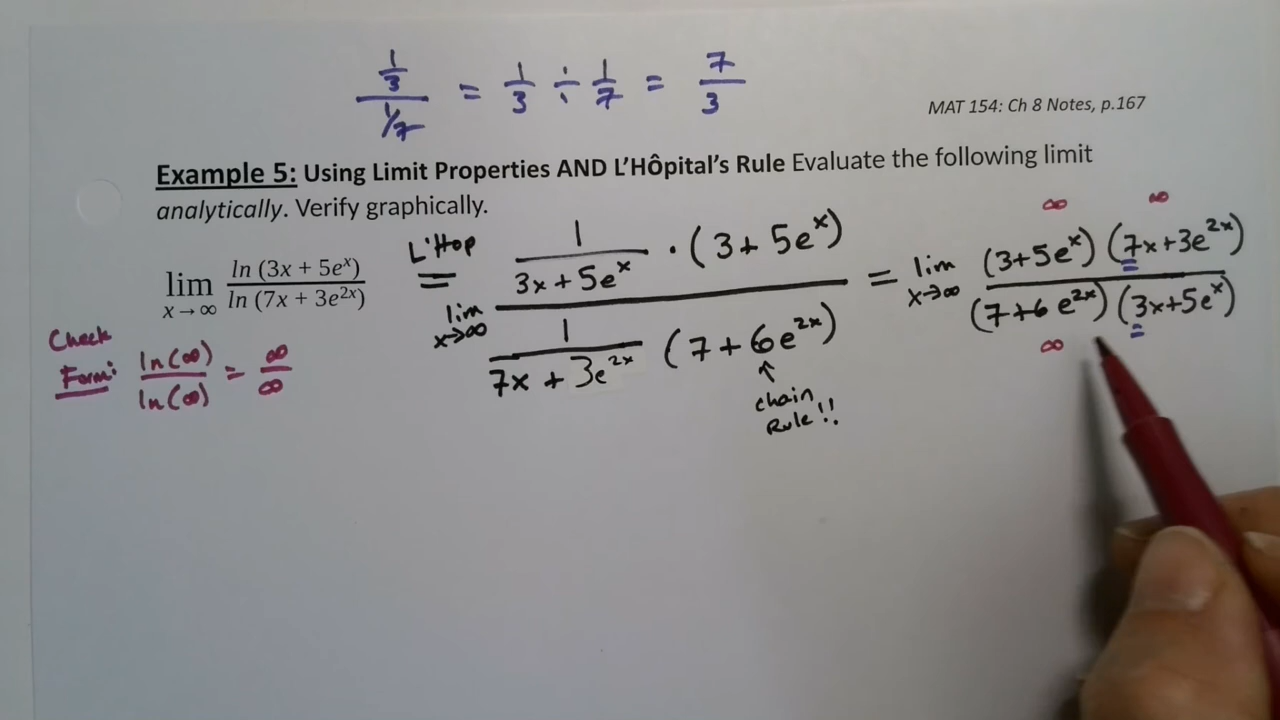 1/3 / 1/7 = 1/3 ÷ 1/7 = 7/3
MAT 154: Ch 8 Notes, p.167
Example 5: Using Limit Properties AND L'Hôpital's Rule Evaluate the following limit
analytically. Verify graphically.
lim x→∞ ln (3x + 5e^x) / ln (7x + 3e^{2x})
L'Hop
= lim x→∞ 1/(3x + 5e^x) · (3 + 5e^x) / 1/(7x + 3e^{2x}) (7 + 6e^{2x}) = lim x→∞ (3+5e^x)(7x+3e^{2x}) / (7+6e^{2x})(3x+5e^x)
∞ ∞
∞
↑
chain
Rule!!
Check
Form: ln(∞)/ln(∞) = ∞/∞